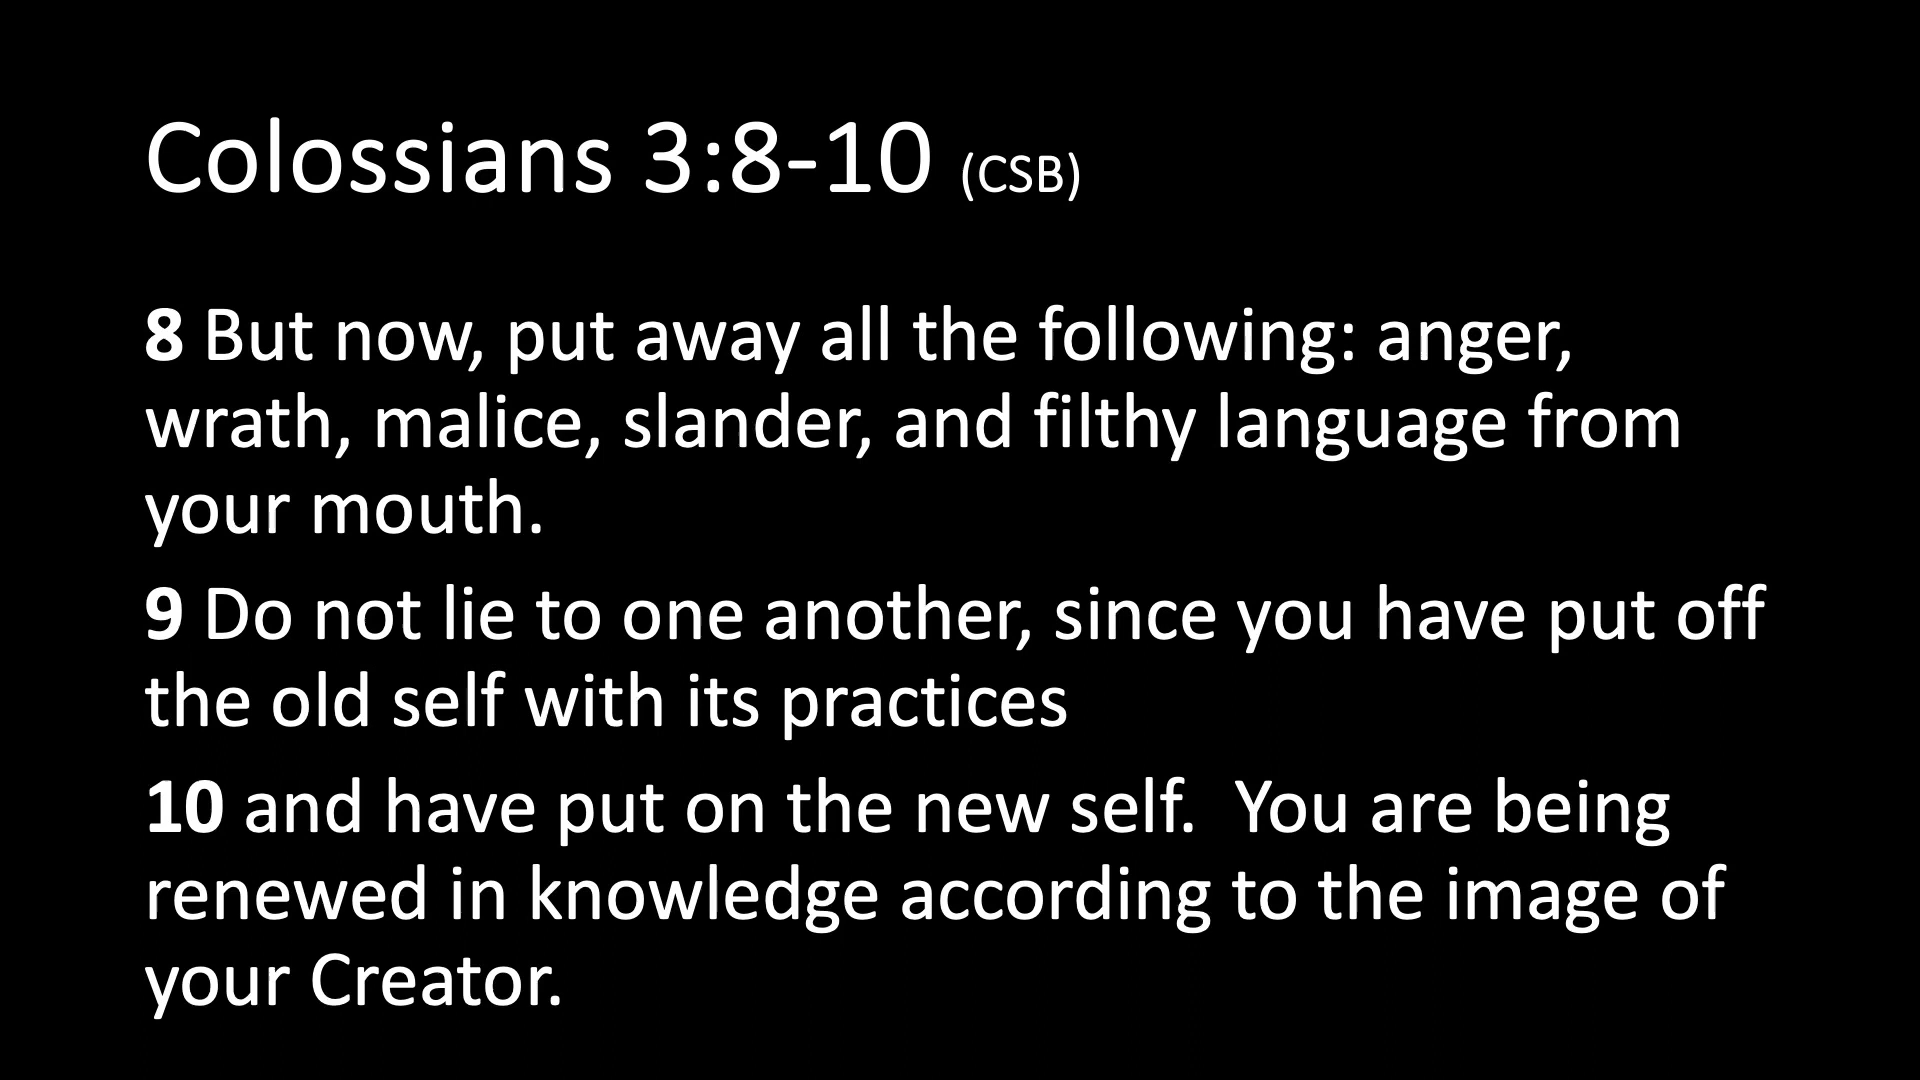 Colossians 3:8-10 (CSB)
8 But now, put away all the following: anger,
wrath, malice, slander, and filthy language from
your mouth.
9 Do not lie to one another, since you have put off
the old self with its practices
10 and have put on the new self.  You are being
renewed in knowledge according to the image of
your Creator.